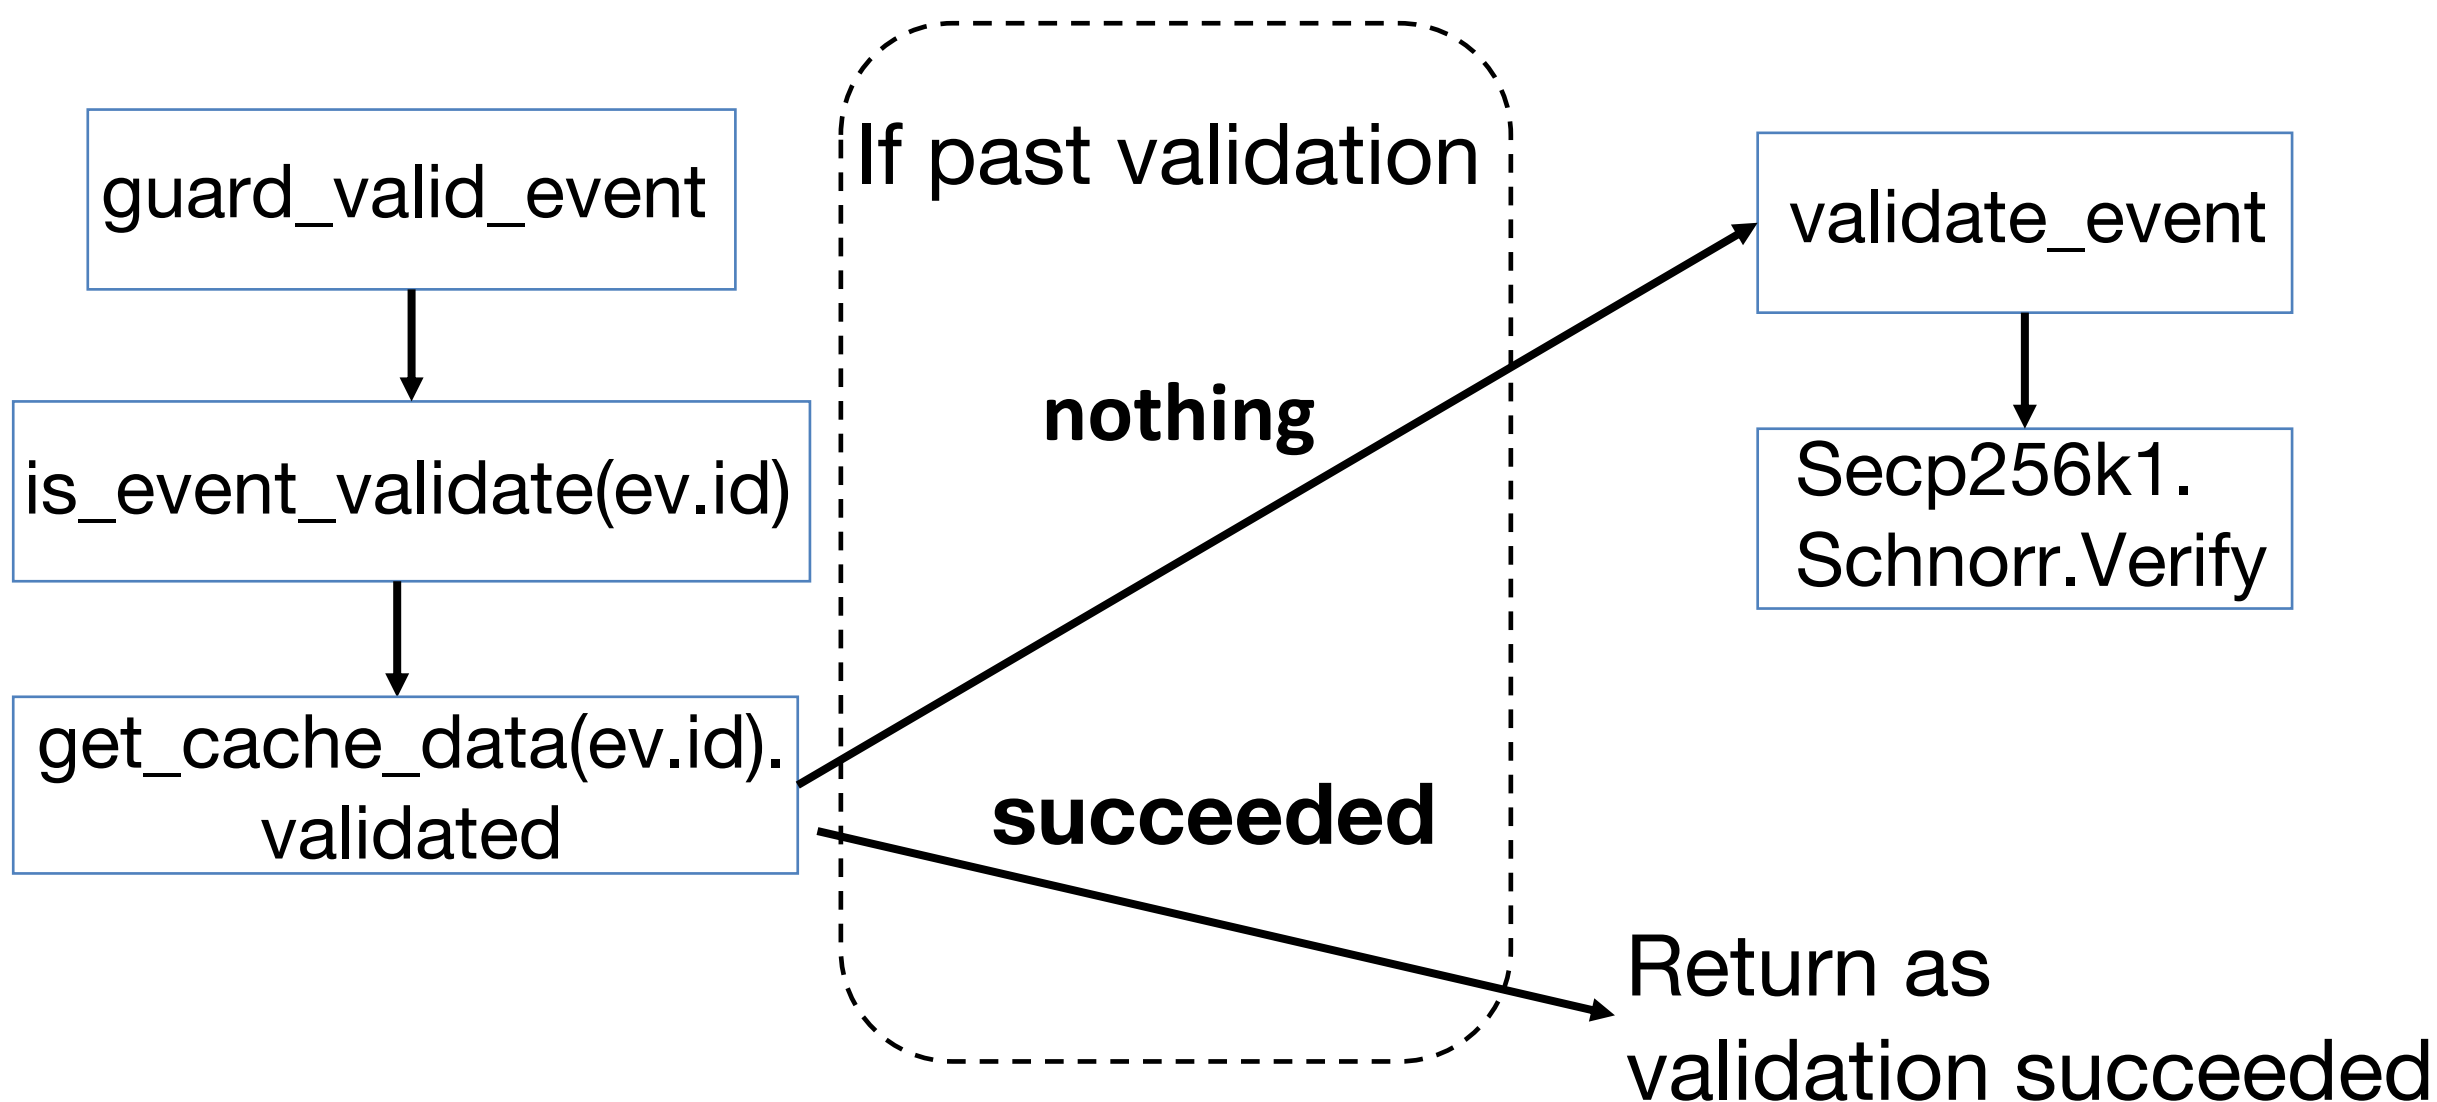 guard_valid_event
is_event_validate(ev.id)
get_cache_data(ev.id).
validated
If past validation
nothing
succeeded
validate_event
Secp256k1.
Schnorr.Verify
Return as
validation succeeded